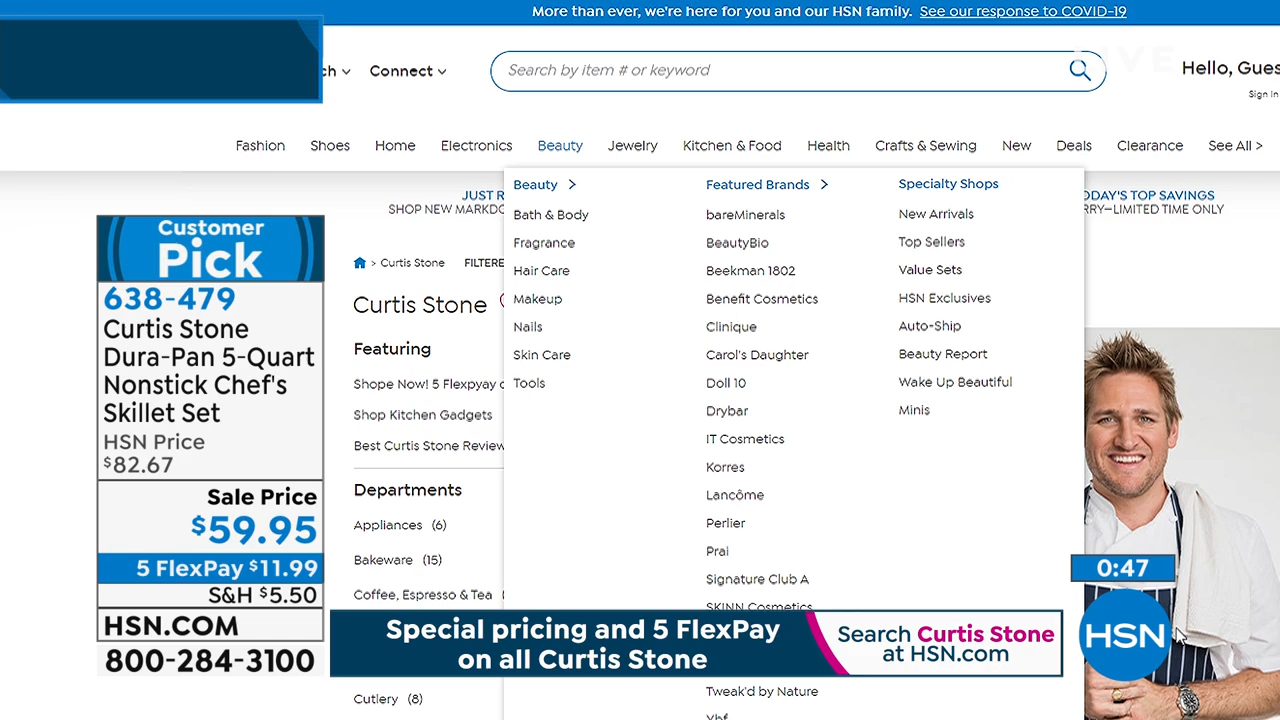 More than ever, we're here for you and our HSN family. See our response to COVID-19
ch Connect
Search by item # or keyword
LIVE
Hello, Gues
Sign In
Fashion Shoes Home Electronics Beauty Jewelry Kitchen & Food Health Crafts & Sewing New Deals Clearance See All >
JUST R
SHOP NEW MARKDO
ODAY'S TOP SAVINGS
RRY—LIMITED TIME ONLY
Beauty >
Bath & Body
Fragrance
Hair Care
Makeup
Nails
Skin Care
Tools
Featured Brands >
bareMinerals
BeautyBio
Beekman 1802
Benefit Cosmetics
Clinique
Carol's Daughter
Doll 10
Drybar
IT Cosmetics
Korres
Lancôme
Perlier
Prai
Signature Club A
SKINN Cosmetics
Tweak'd by Nature
Ybf
Specialty Shops
New Arrivals
Top Sellers
Value Sets
HSN Exclusives
Auto-Ship
Beauty Report
Wake Up Beautiful
Minis
> Curtis Stone FILTERE
Curtis Stone
Featuring
Shope Now! 5 Flexpyay o
Shop Kitchen Gadgets
Best Curtis Stone Review
Departments
Appliances (6)
Bakeware (15)
Coffee, Espresso & Tea (
Cutlery (8)
Customer
Pick
638-479
Curtis Stone
Dura-Pan 5-Quart
Nonstick Chef's
Skillet Set
HSN Price
$82.67
Sale Price
$59.95
5 FlexPay $11.99
S&H $5.50
HSN.COM
800-284-3100
Special pricing and 5 FlexPay
on all Curtis Stone
Search Curtis Stone
at HSN.com
0:47
HSN